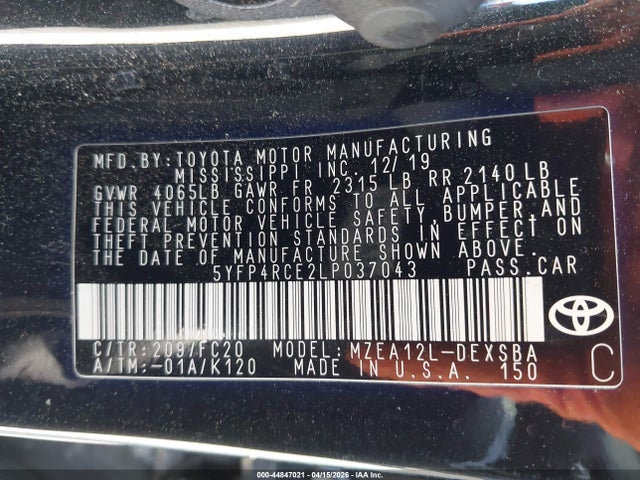 MFD.BY:TOYOTA MOTOR MANUFACTURING
MISSISSIPPI INC. 12/19
GVWR 4065LB GAWR FR 2315 LB RR 2140 LB
THIS VEHICLE CONFORMS TO ALL APPLICABLE
FEDERAL MOTOR VEHICLE SAFETY, BUMPER, AND
THEFT PREVENTION STANDARDS IN EFFECT ON
THE DATE OF MANUFACTURE SHOWN ABOVE.
5YFP4RCE2LP037043 PASS.CAR
C/TR:209/FC20 MODEL:MZEA12L-DEXSBA
A/TM:-01A/K120 MADE IN U.S.A. 150
C
000-44847021 - 04/15/2026 - IAA Inc.